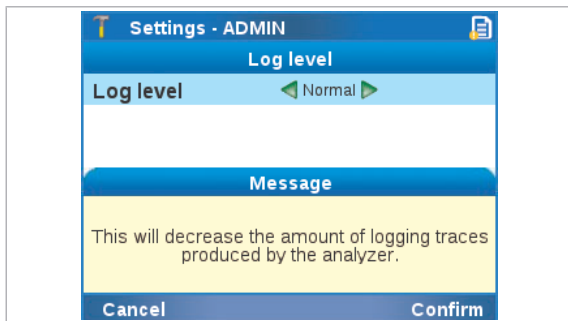 Settings - ADMIN
Log level
Log level Normal
Message
This will decrease the amount of logging traces
produced by the analyzer.
Cancel Confirm